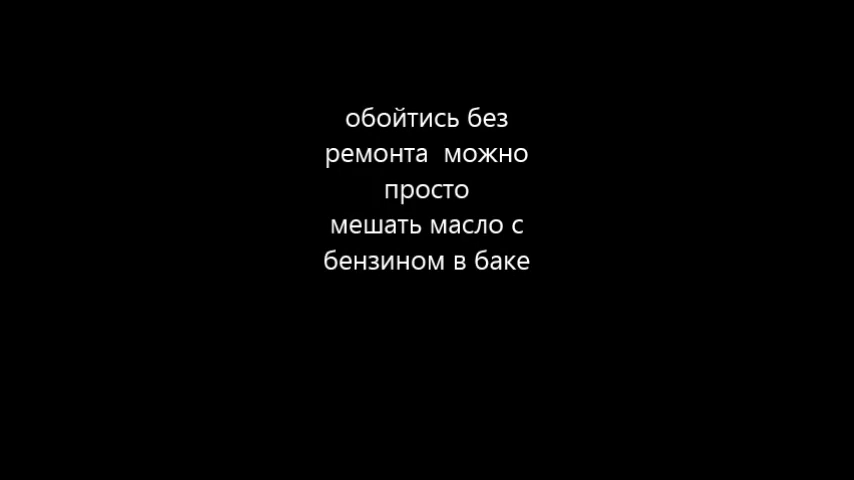 обойтись без
ремонта  можно
просто
мешать масло с
бензином в баке